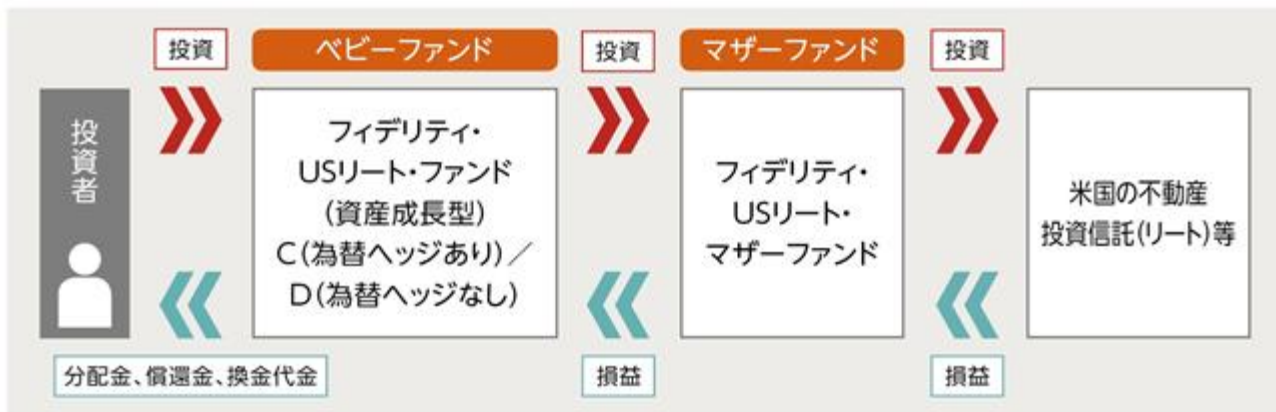 投資
ベビーファンド
投資
マザーファンド
投資
投資者
フィデリティ・
USリート・ファンド
(資産成長型)
C(為替ヘッジあり)／
D(為替ヘッジなし)
フィデリティ・
USリート・
マザーファンド
米国の不動産
投資信託(リート)等
分配金、償還金、換金代金
損益
損益